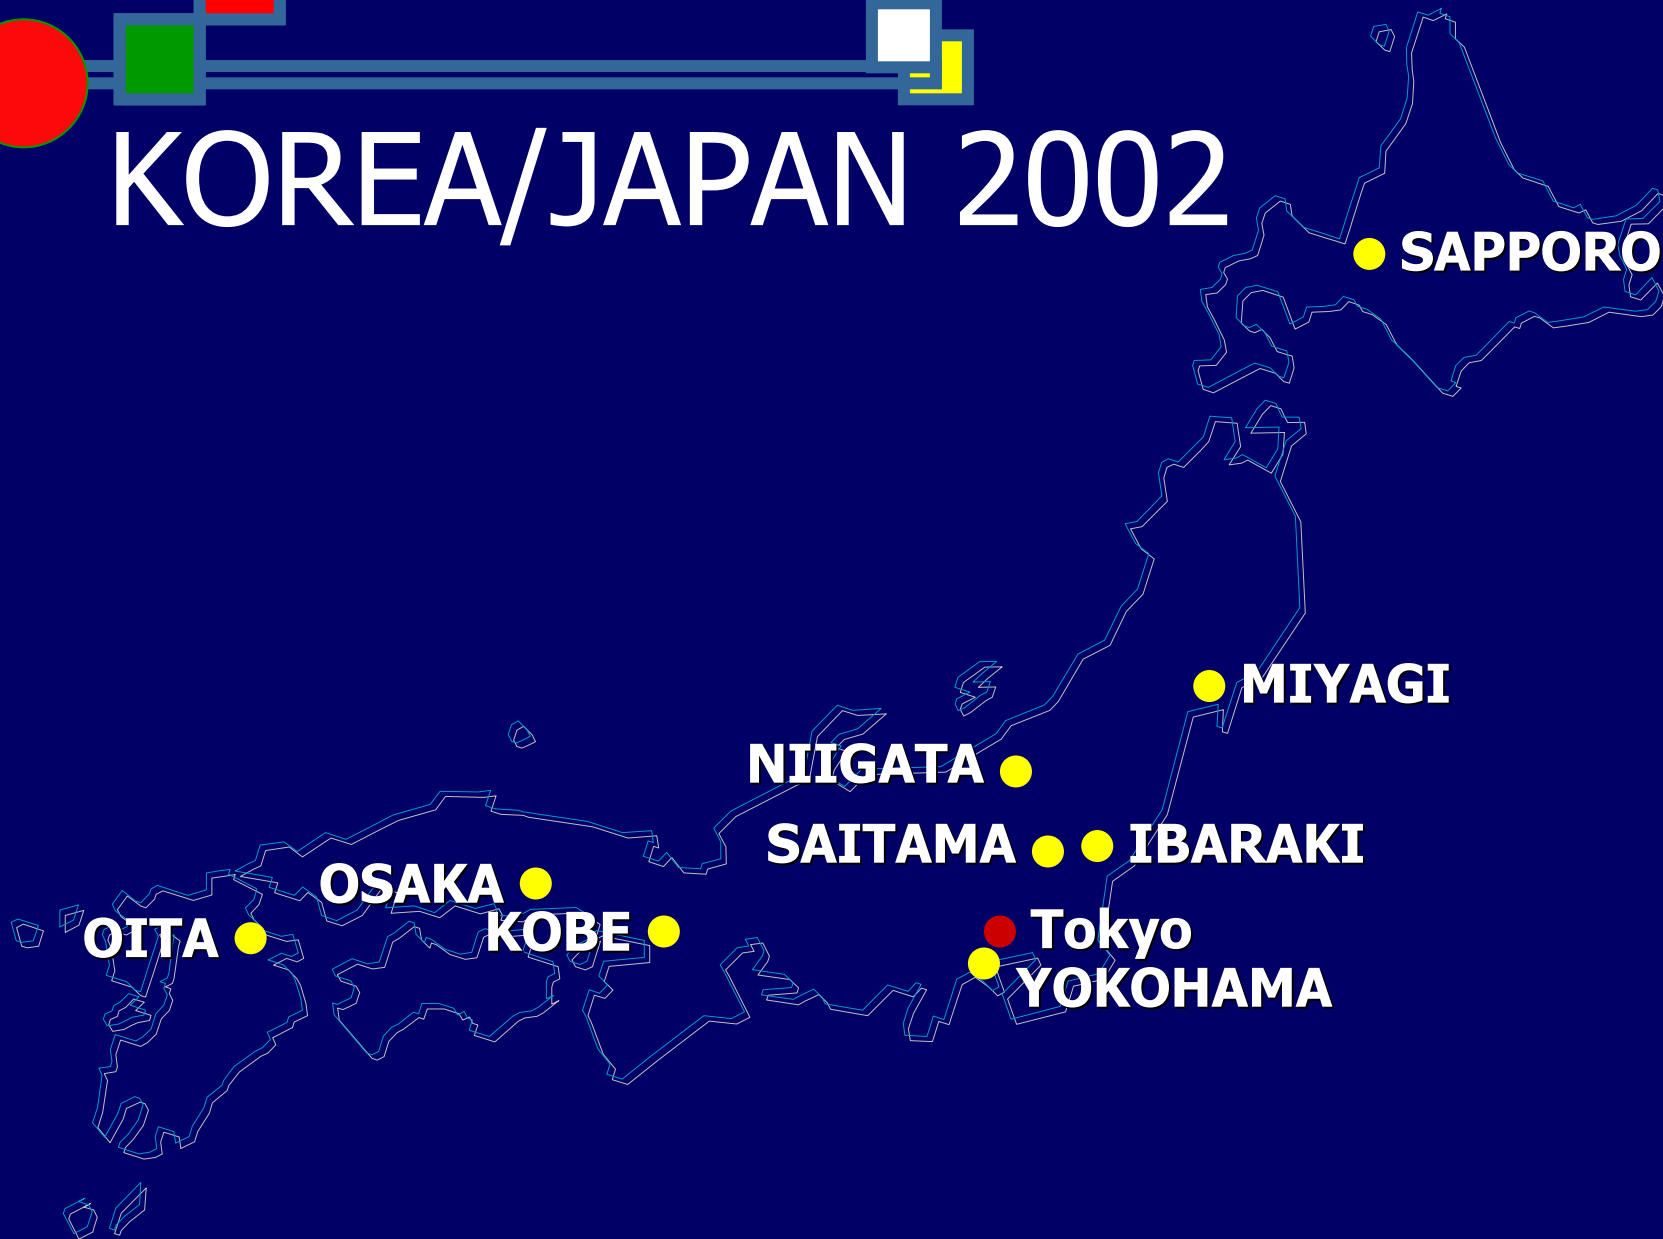 KOREA/JAPAN 2002
SAPPORO
MIYAGI
NIIGATA
SAITAMA
IBARAKI
OSAKA
KOBE
OITA
Tokyo
YOKOHAMA